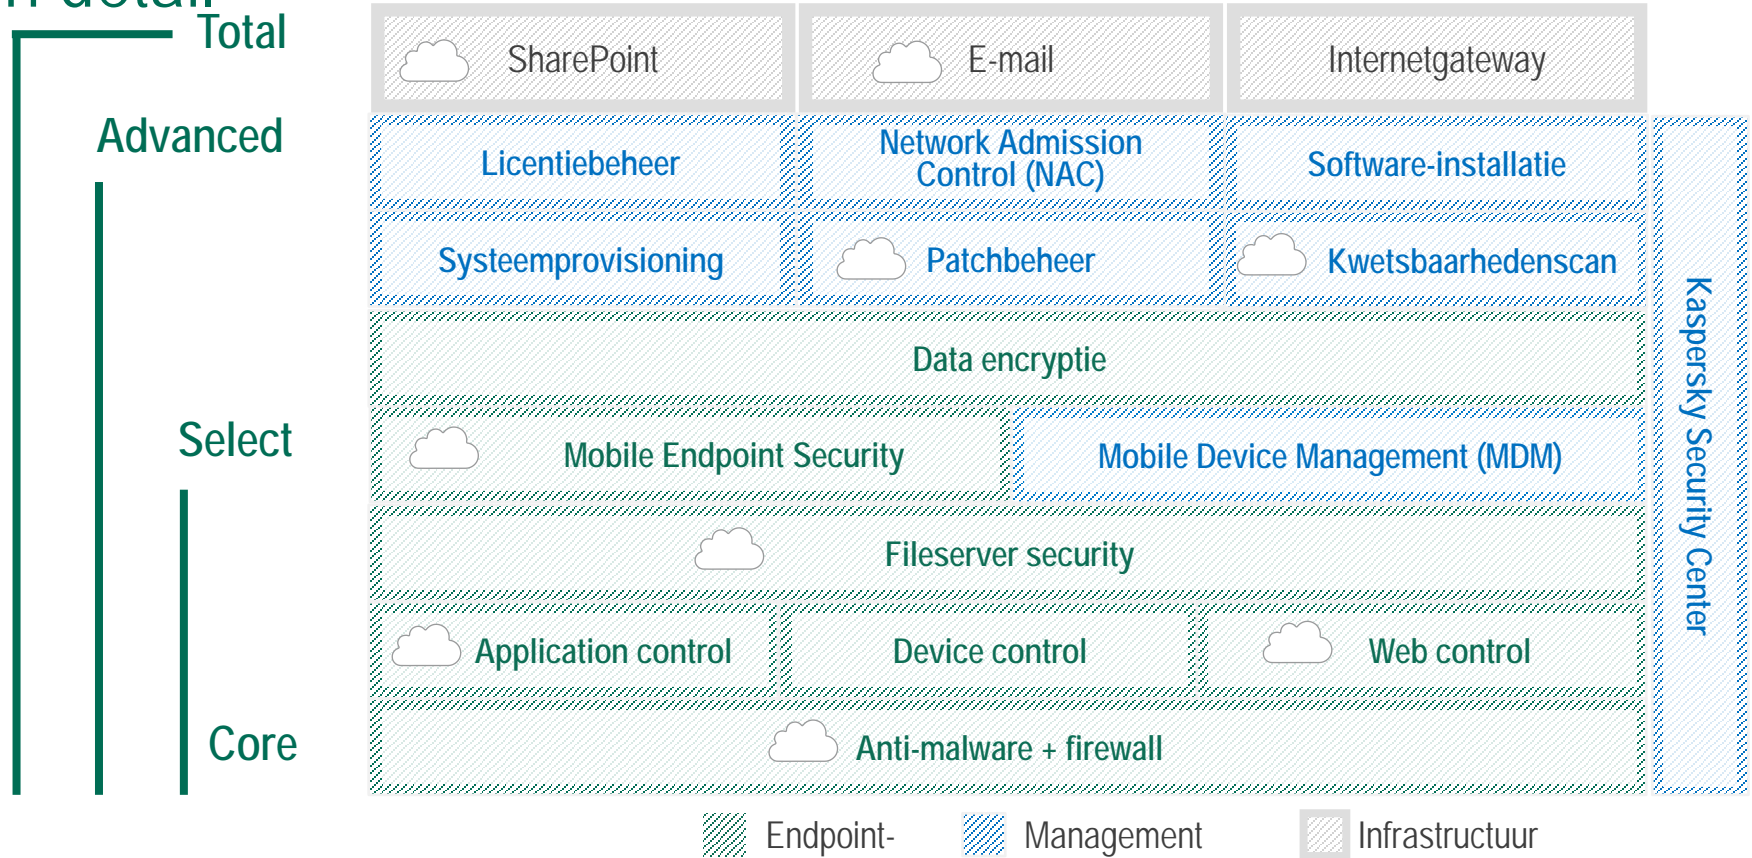 n detail
Total
SharePoint
E-mail
Internetgateway
Advanced
Licentiebeheer
Network Admission
Control (NAC)
Software-installatie
Systeemprovisioning
Patchbeheer
Kwetsbaarhedenscan
Data encryptie
Select
Mobile Endpoint Security
Mobile Device Management (MDM)
Fileserver security
Application control
Device control
Web control
Core
Anti-malware + firewall
Kaspersky Security Center
Endpoint-
Management
Infrastructuur